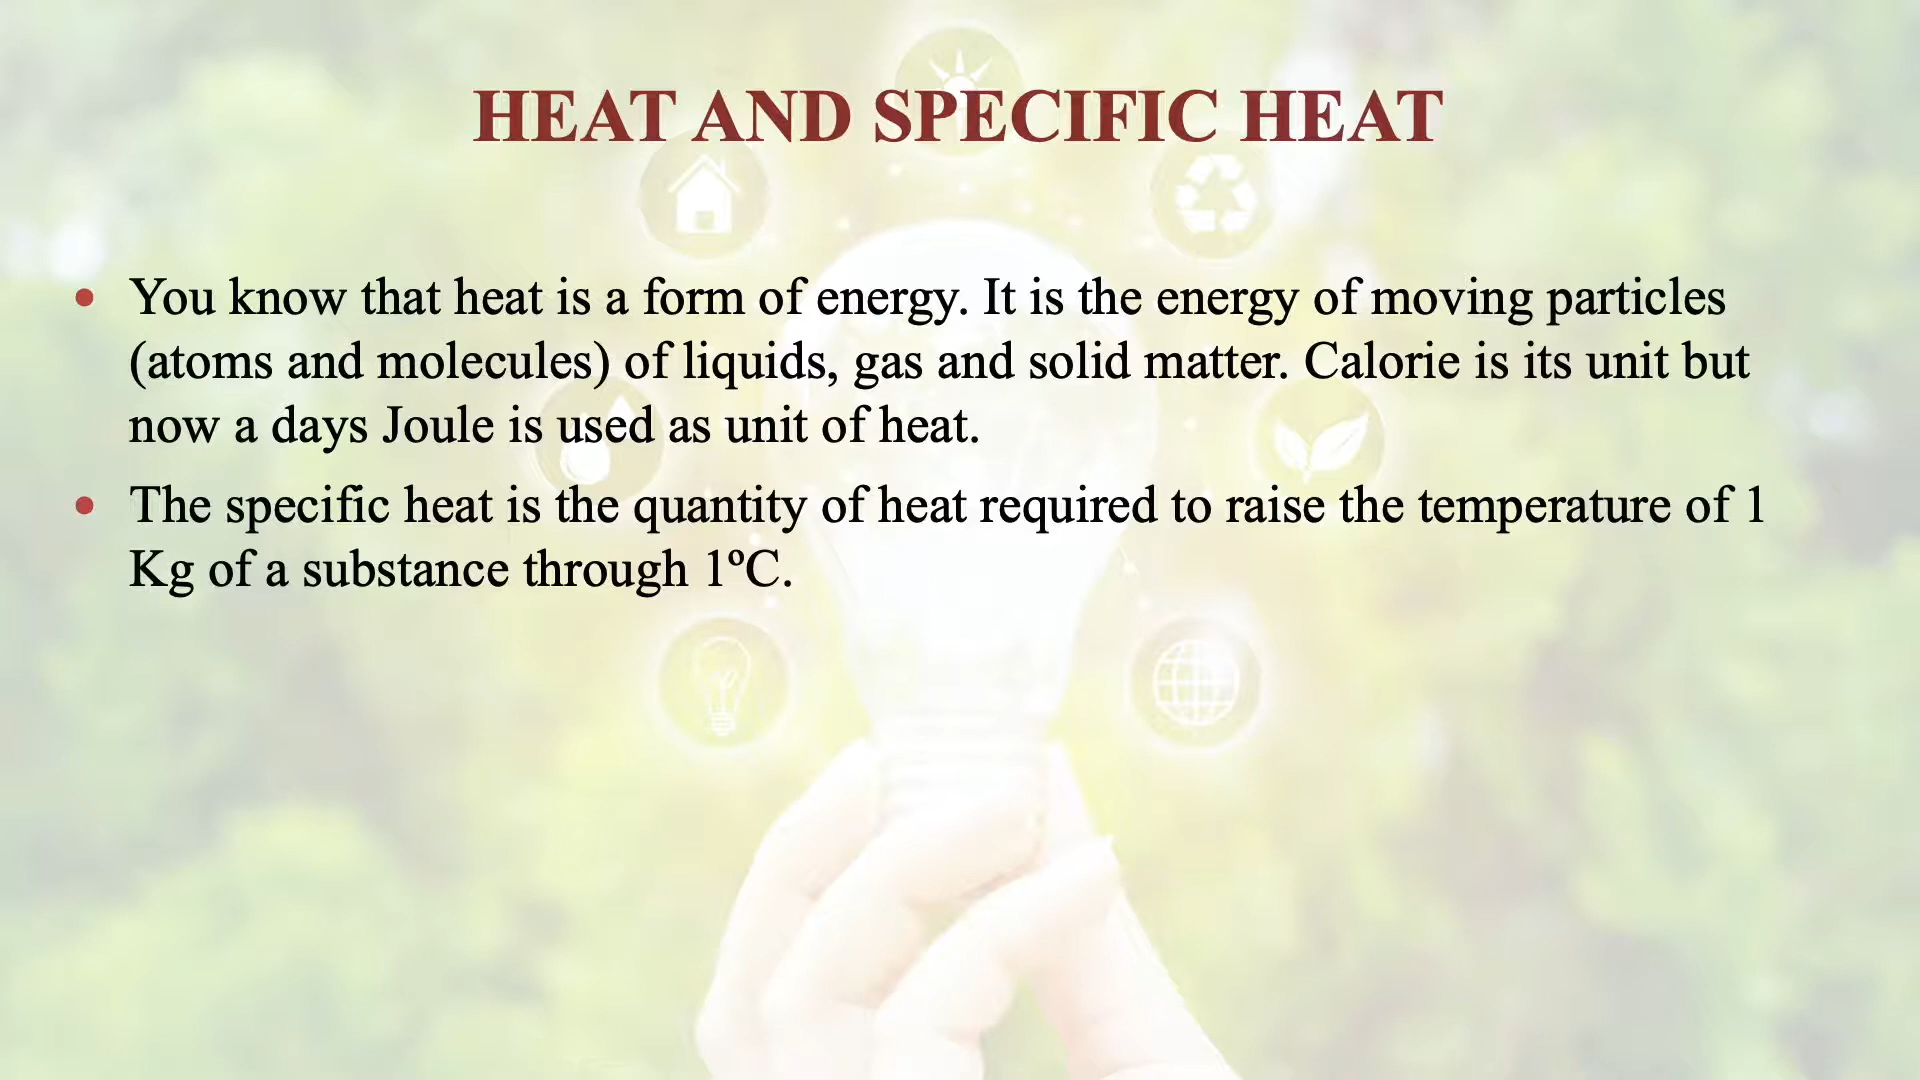 HEAT AND SPECIFIC HEAT
• You know that heat is a form of energy. It is the energy of moving particles
(atoms and molecules) of liquids, gas and solid matter. Calorie is its unit but
now a days Joule is used as unit of heat.
• The specific heat is the quantity of heat required to raise the temperature of 1
Kg of a substance through 1ºC.